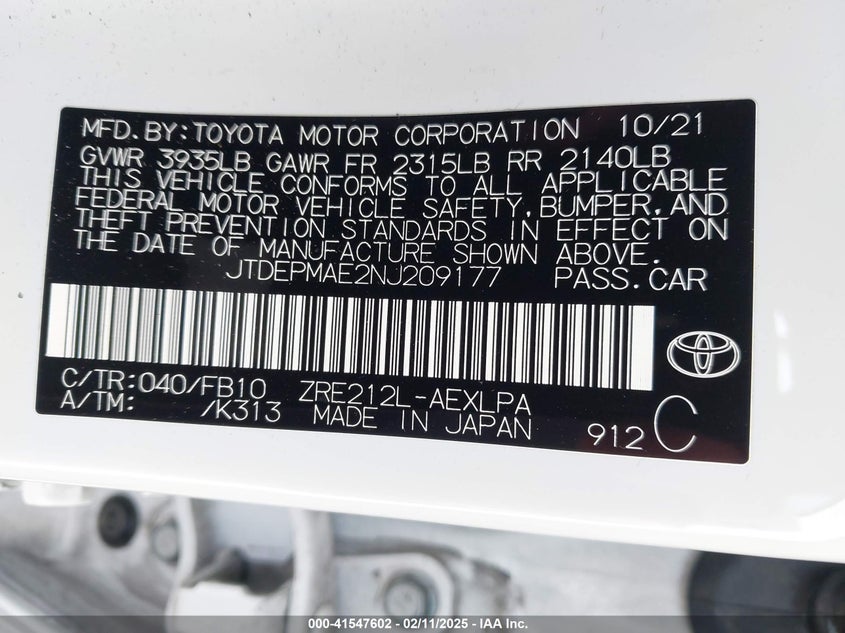 MFD. BY: TOYOTA MOTOR CORPORATION 10/21
GVWR 3935LB GAWR FR 2315LB RR 2140LB
THIS VEHICLE CONFORMS TO ALL APPLICABLE
FEDERAL MOTOR VEHICLE SAFETY, BUMPER, AND
THEFT PREVENTION STANDARDS IN EFFECT ON
THE DATE OF MANUFACTURE SHOWN ABOVE.
JTDEPMAE2NJ209177 PASS. CAR
C/TR: 040/FB10 ZRE212L-AEXLPA
A/TM: /K313 MADE IN JAPAN 912 C
000-41547602 - 02/11/2025 - IAA Inc.